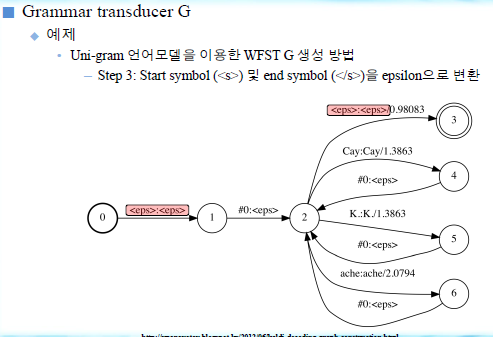 Grammar transducer G
예제
Uni-gram 언어모델을 이용한 WFST G 생성 방법
– Step 3: Start symbol (<s>) 및 end symbol (</s>)을 epsilon으로 변환
<eps>:<eps>/0.98083
3
Cay:Cay/1.3863
4
#0:<eps>
<eps>:<eps>
#0:<eps>
0
1
2
K.:K./1.3863
#0:<eps>
5
ache:ache/2.0794
6
#0:<eps>